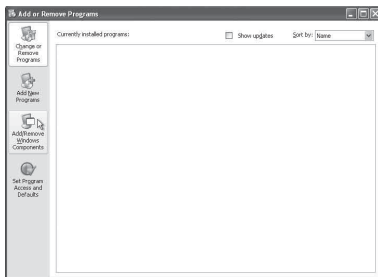 Add or Remove Programs
Change or
Remove
Programs
Currently installed programs:
Show updates
Sort by:
Name
Add New
Programs
Add/Remove
Windows
Components
Set Program
Access and
Defaults